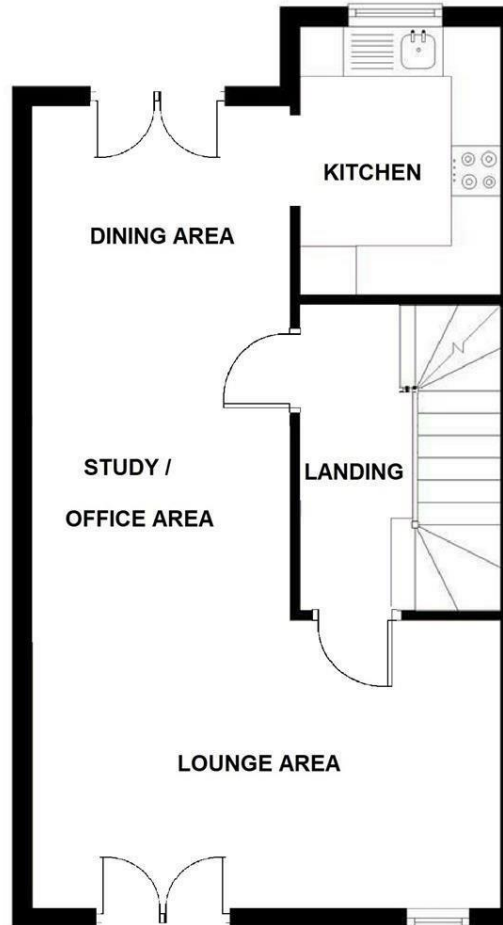 KITCHEN
DINING AREA
STUDY /
OFFICE AREA
LANDING
LOUNGE AREA